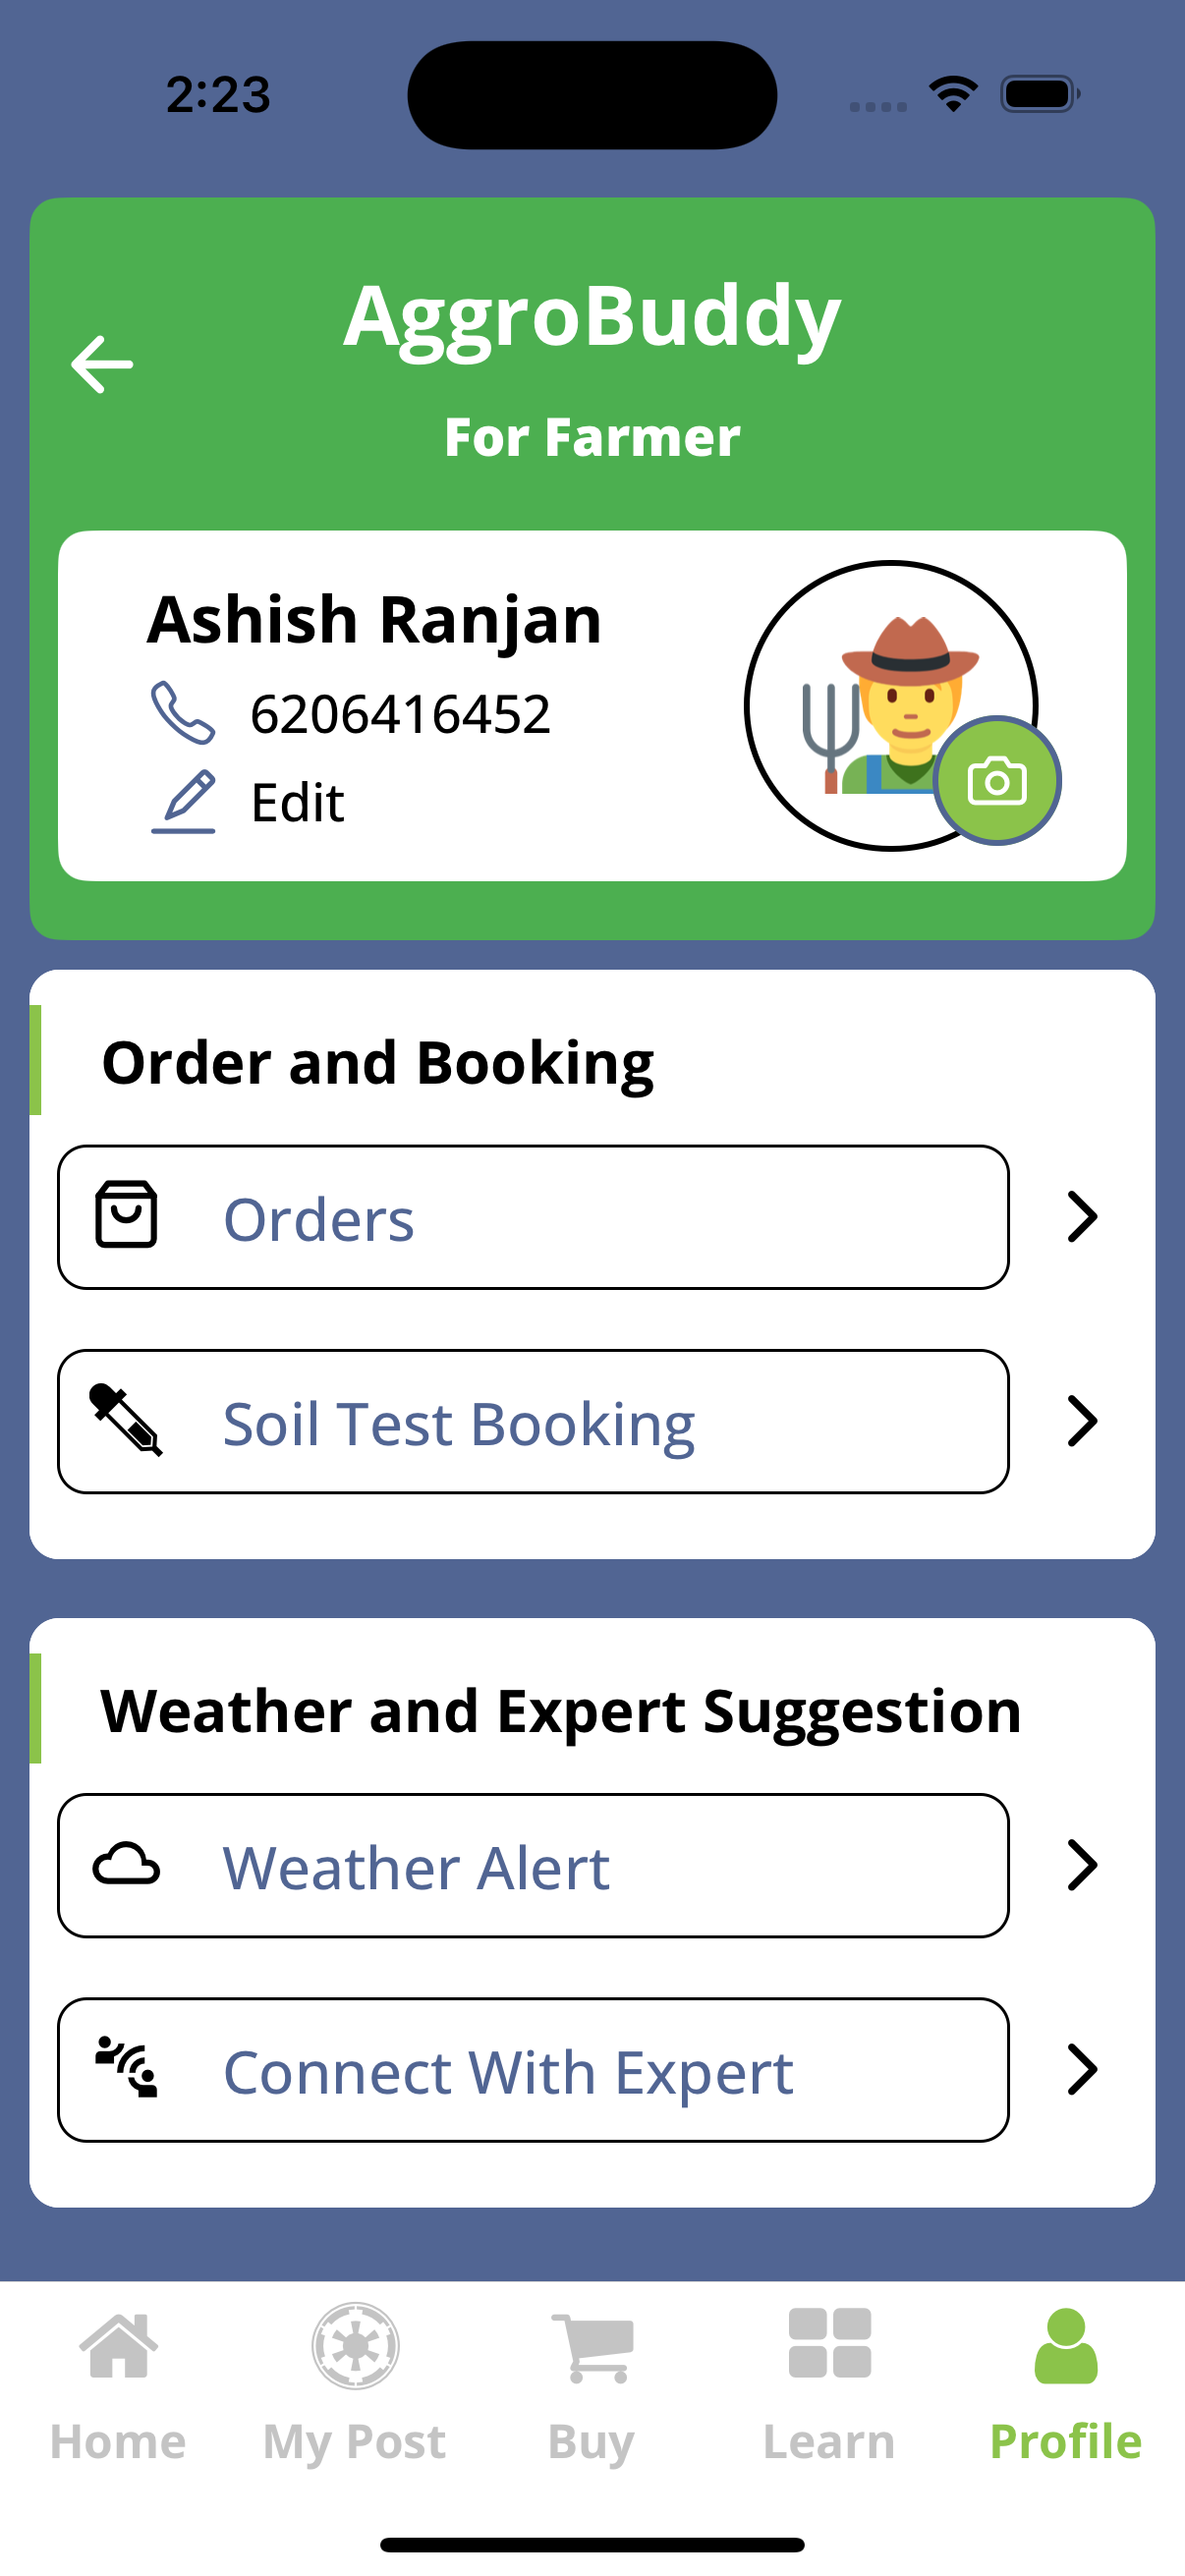 2:23
AggroBuddy
For Farmer
Ashish Ranjan
6206416452
Edit
Order and Booking
Orders
Soil Test Booking
Weather and Expert Suggestion
Weather Alert
Connect With Expert
Home
My Post
Buy
Learn
Profile